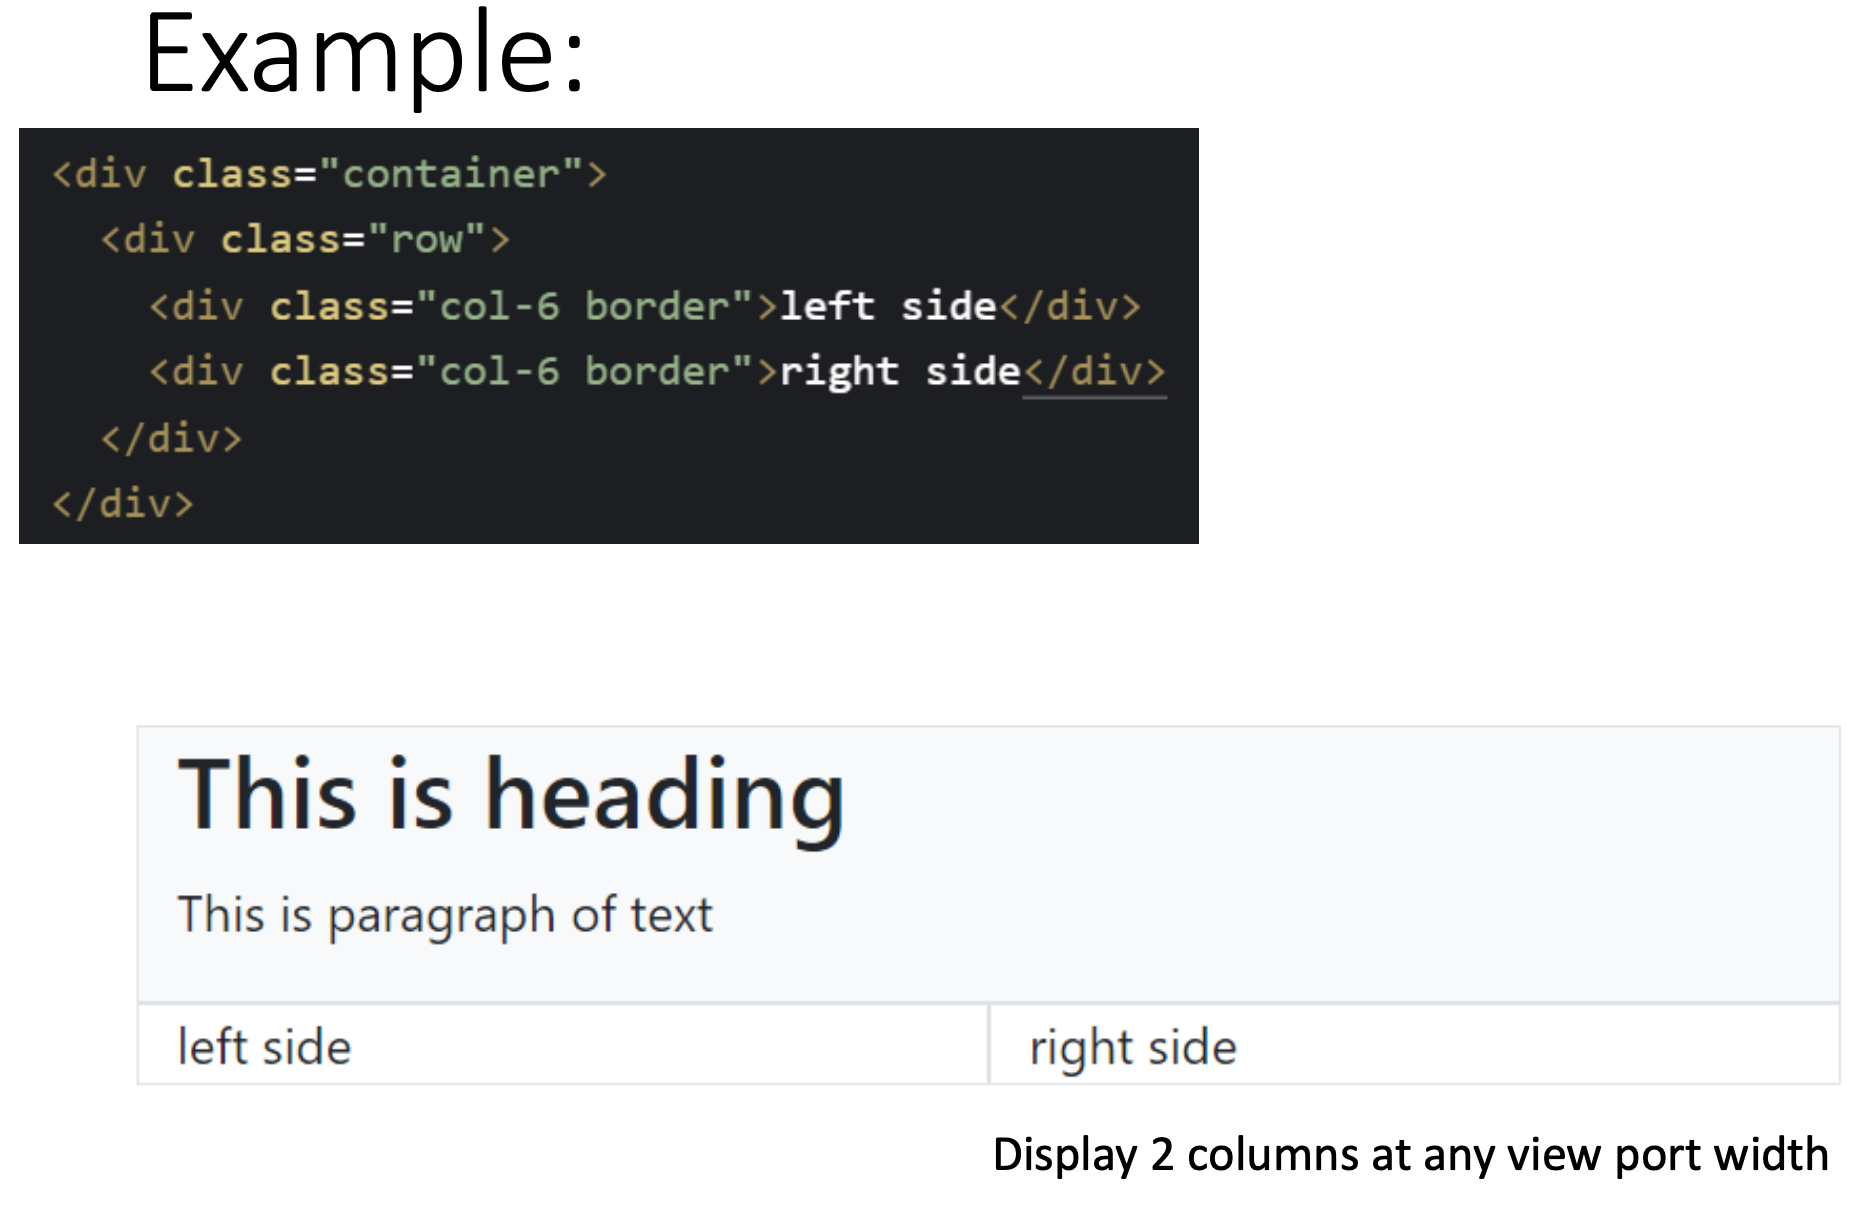 Example:
<div class="container">
<div class="row">
<div class="col-6 border">left side</div>
<div class="col-6 border">right side</div>
</div>
</div>
This is heading
This is paragraph of text
left side
right side
Display 2 columns at any view port width